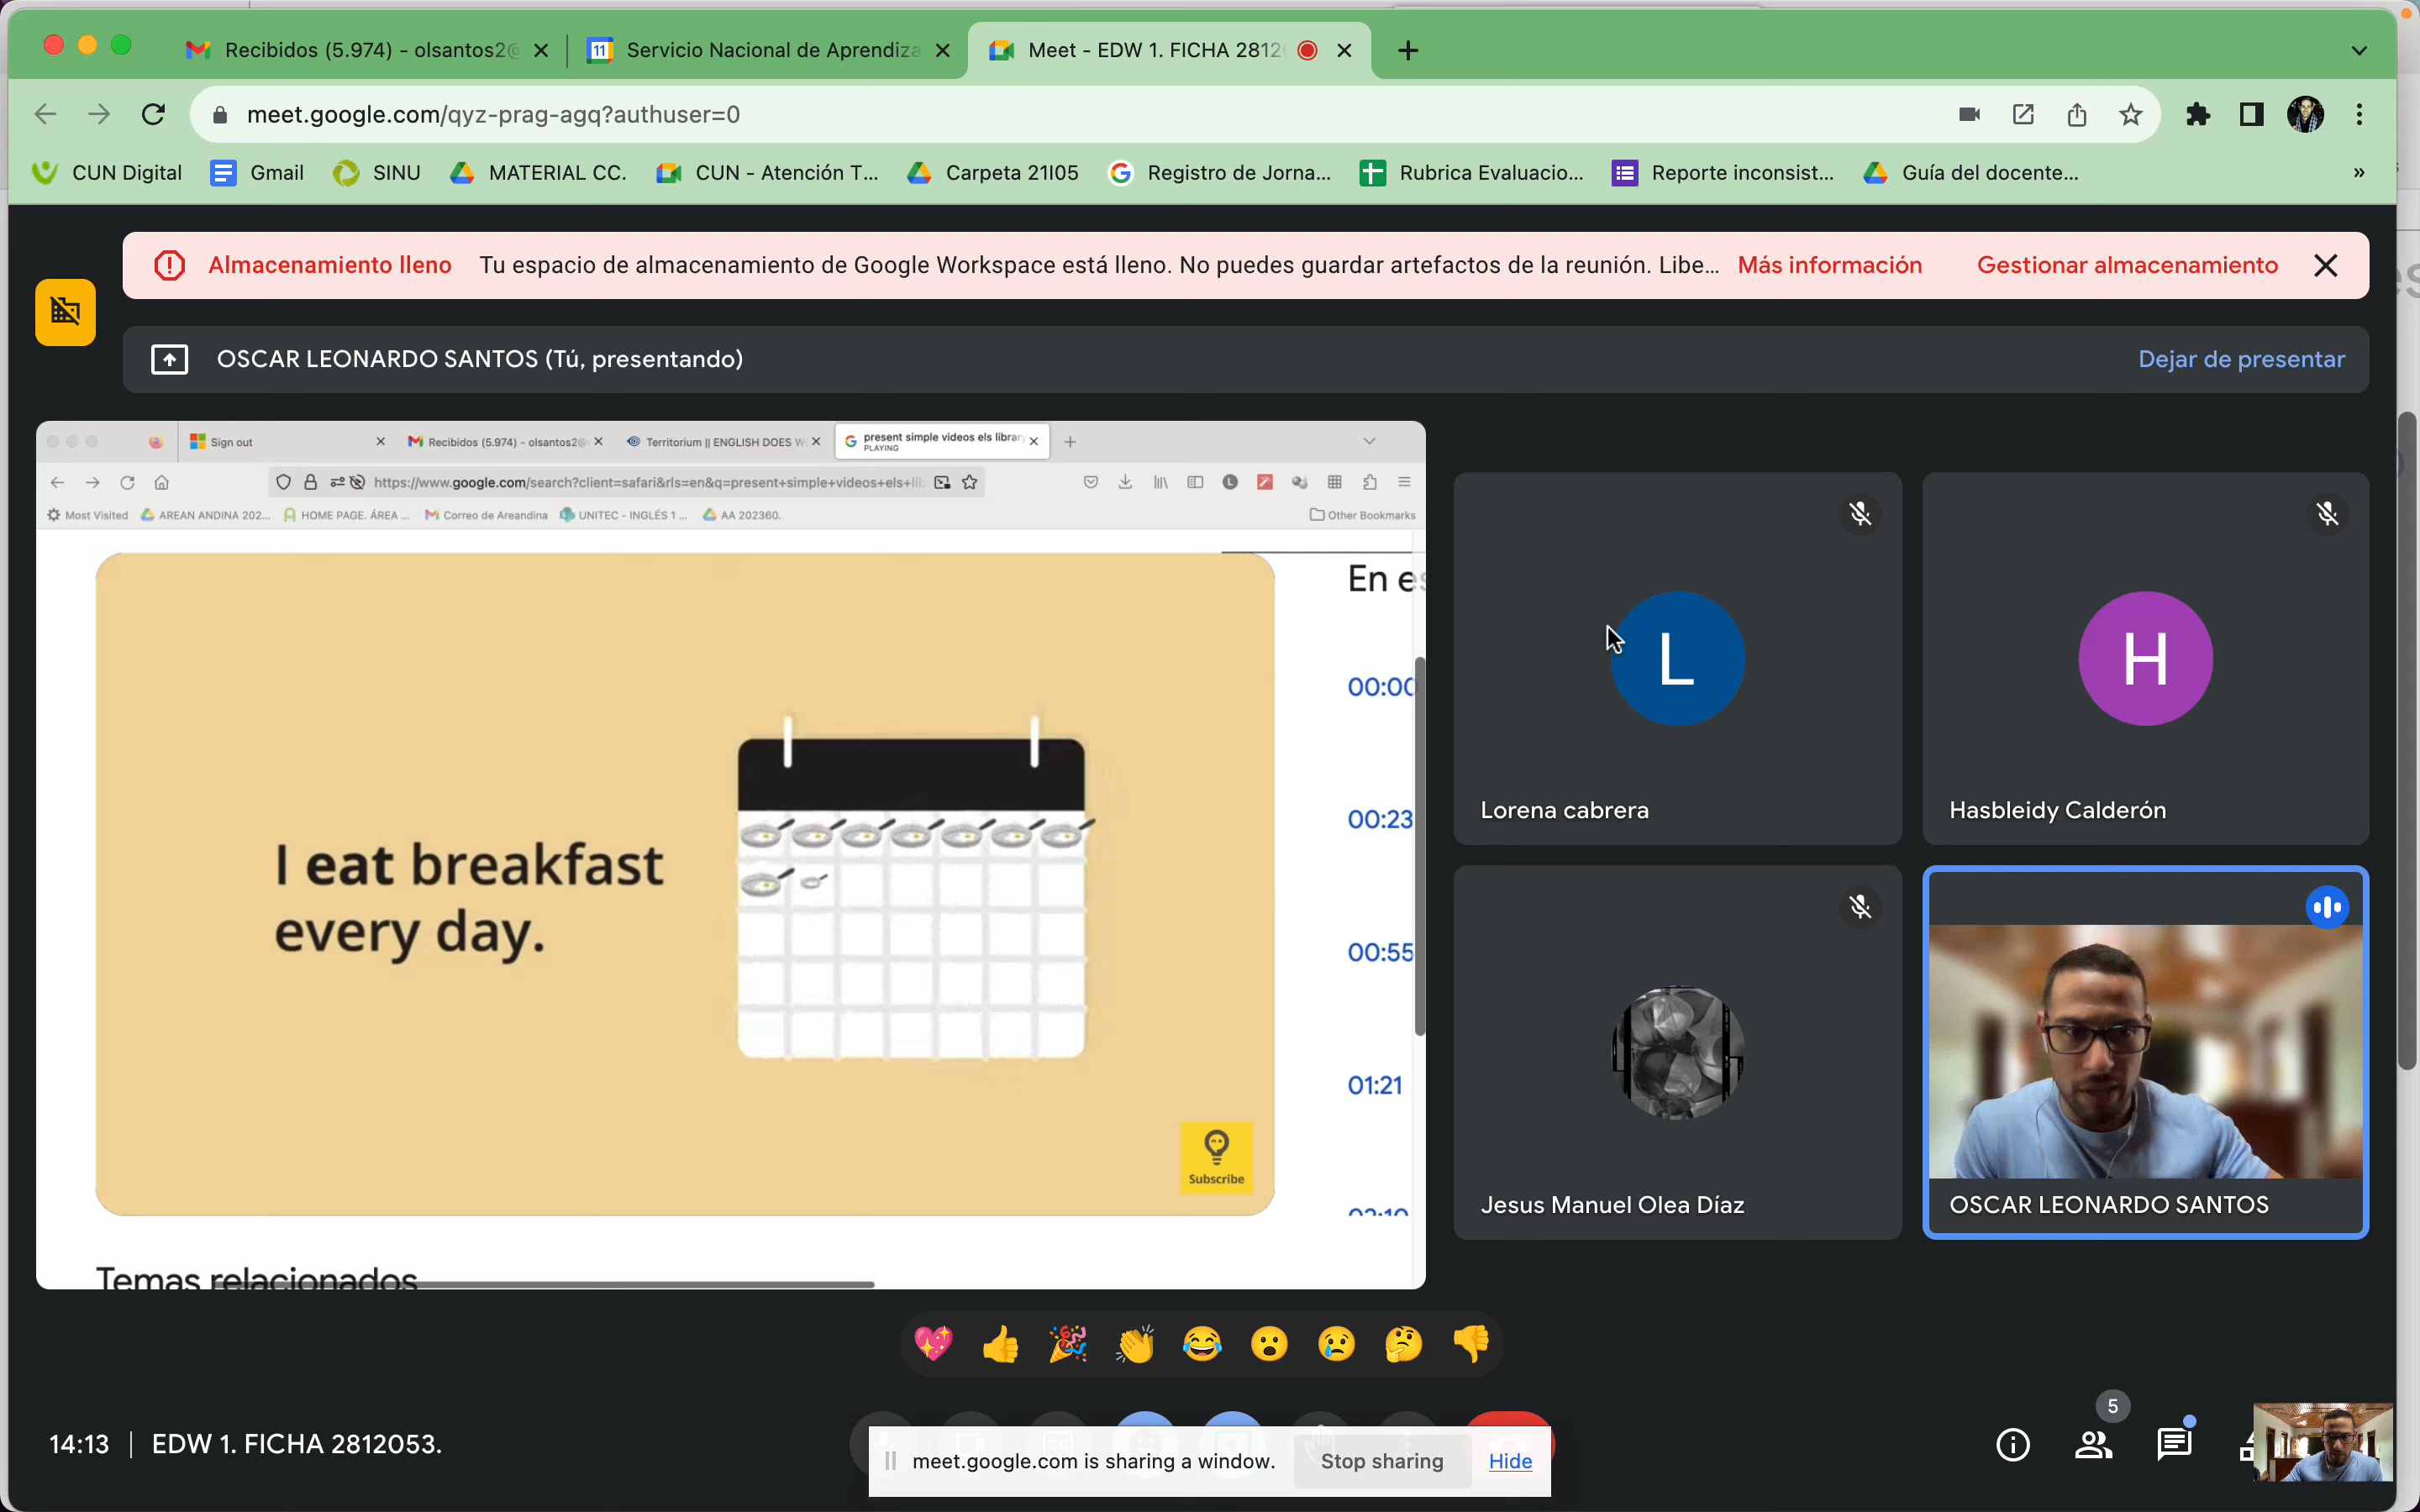 Recibidos (5.974) - olsantos2@
Servicio Nacional de Aprendiza
Meet - EDW 1. FICHA 2812
meet.google.com/qyz-prag-agq?authuser=0
CUN Digital
Gmail
SINU
MATERIAL CC.
CUN - Atención T...
Carpeta 21I05
Registro de Jorna...
Rubrica Evaluacio...
Reporte inconsist...
Guía del docente...
»
Almacenamiento lleno
Tu espacio de almacenamiento de Google Workspace está lleno. No puedes guardar artefactos de la reunión. Libe...
Más información
Gestionar almacenamiento
OSCAR LEONARDO SANTOS (Tú, presentando)
Dejar de presentar
Sign out
Recibidos (5.974) - olsantos2@
Territorium || ENGLISH DOES W
present simple videos els library
PLAYING
https://www.google.com/search?client=safari&rls=en&q=present+simple+videos+els+lib
Most Visited
AREAN ANDINA 202...
HOME PAGE. ÁREA ...
Correo de Areandina
UNITEC - INGLÉS 1 ...
AA 202360.
Other Bookmarks
I eat breakfast
every day.
Subscribe
En es
00:00
00:23
00:55
01:21
Temas relacionados
L
Lorena cabrera
H
Hasbleidy Calderón
Jesus Manuel Olea Díaz
OSCAR LEONARDO SANTOS
14:13 | EDW 1. FICHA 2812053.
meet.google.com is sharing a window.
Stop sharing
Hide
5